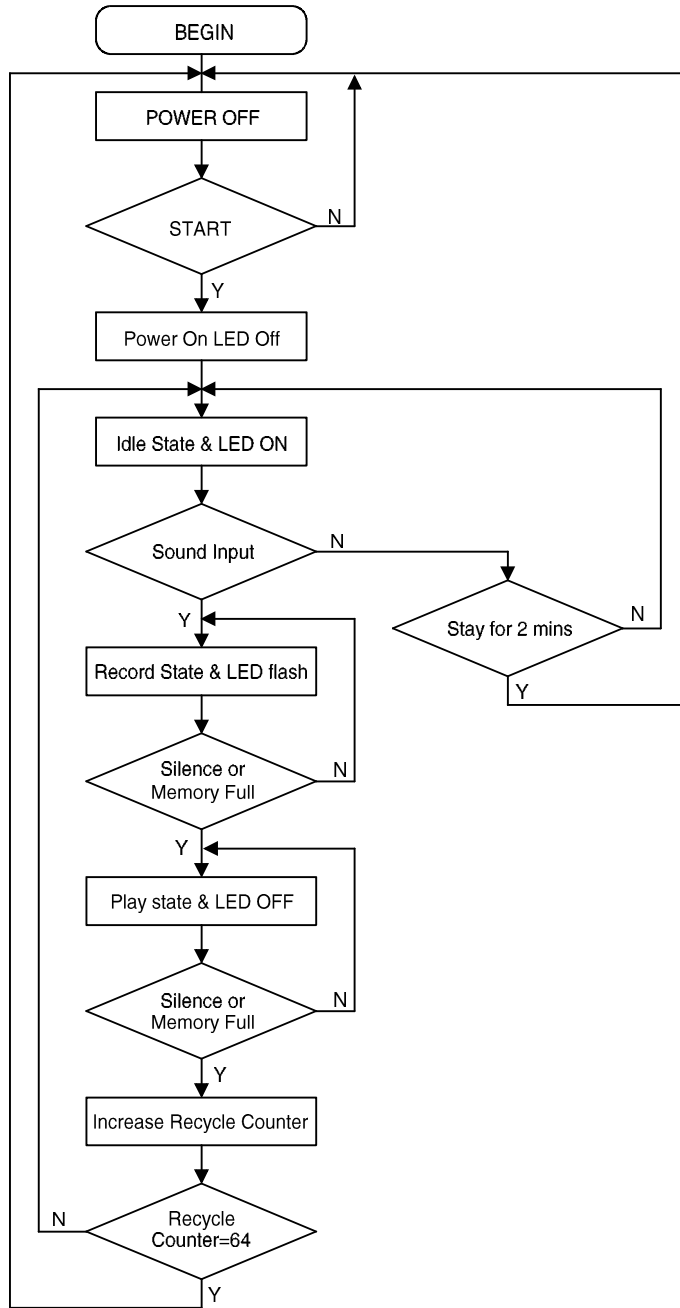 BEGIN
POWER OFF
START
N
Y
Power On LED Off
Idle State & LED ON
Sound Input
N
Y
Stay for 2 mins
N
Y
Record State & LED flash
Silence or
Memory Full
N
Y
Play state & LED OFF
Silence or
Memory Full
N
Y
Increase Recycle Counter
Recycle
Counter=64
N
Y